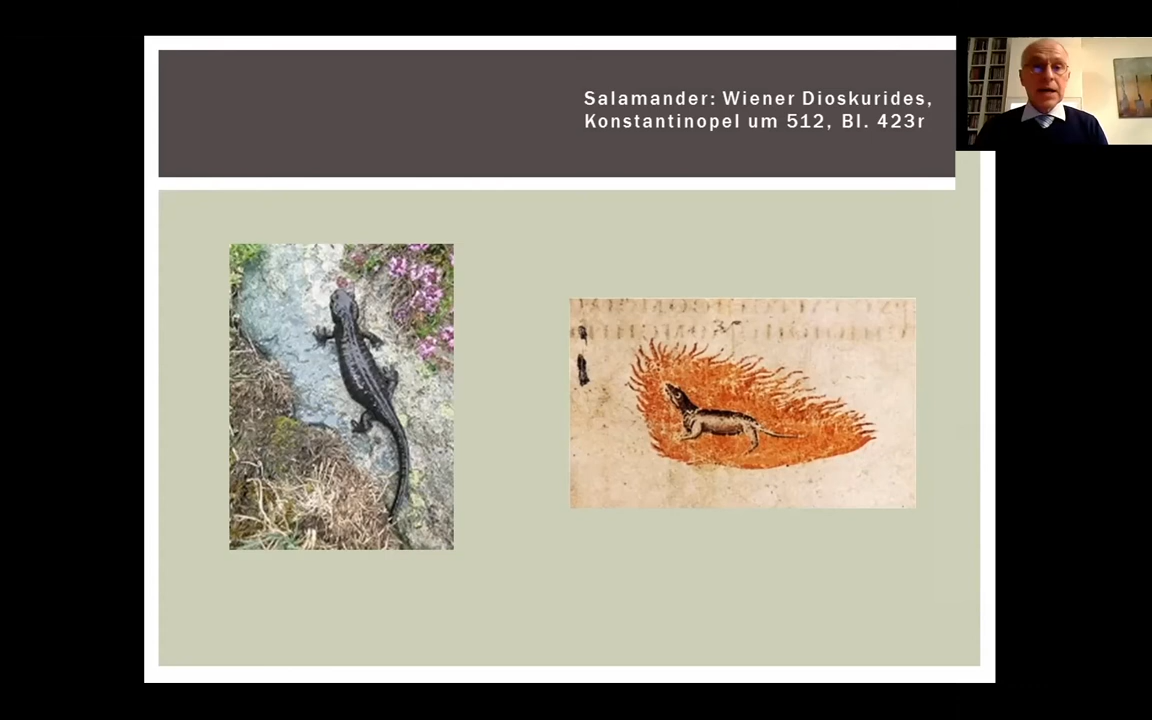 Salamander: Wiener Dioskurides,
Konstantinopel um 512, Bl. 423r